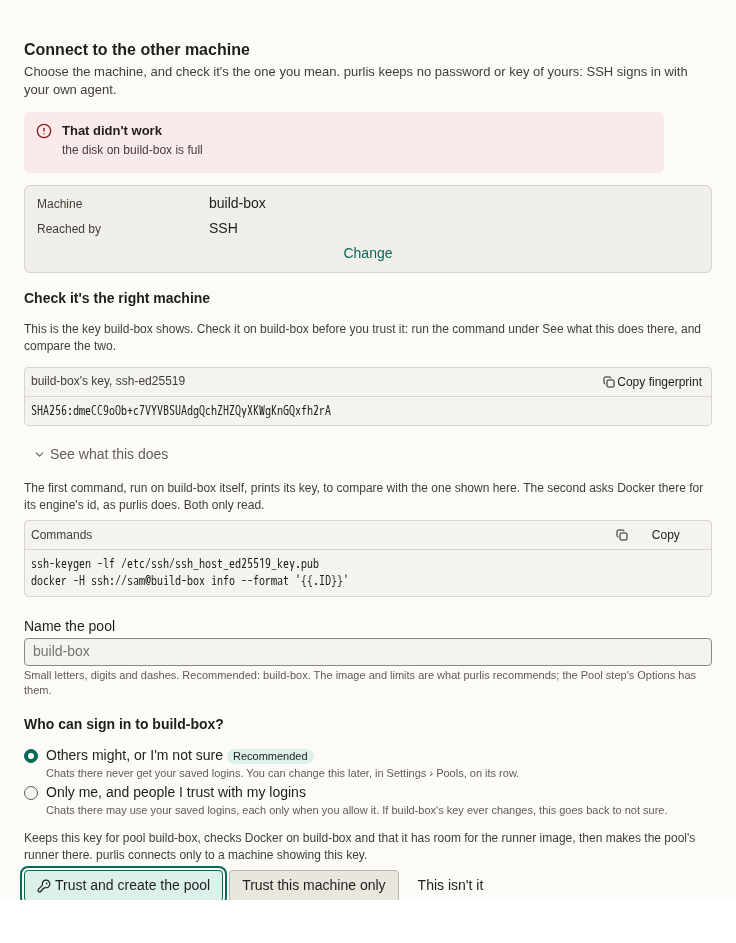 Connect to the other machine
Choose the machine, and check it's the one you mean. purlis keeps no password or key of yours: SSH signs in with
your own agent.
That didn't work
the disk on build-box is full
Machine build-box
Reached by SSH
Change
Check it's the right machine
This is the key build-box shows. Check it on build-box before you trust it: run the command under See what this does there, and
compare the two.
build-box's key, ssh-ed25519 Copy fingerprint
SHA256:dmeCC9oOb+c7VYVBSUAdgQchZHZQyXKWgKnGQxfh2rA
See what this does
The first command, run on build-box itself, prints its key, to compare with the one shown here. The second asks Docker there for
its engine's id, as purlis does. Both only read.
Commands Copy
ssh-keygen -lf /etc/ssh/ssh_host_ed25519_key.pub
docker -H ssh://sam@build-box info --format '{{.ID}}'
Name the pool
build-box
Small letters, digits and dashes. Recommended: build-box. The image and limits are what purlis recommends; the Pool step's Options has
them.
Who can sign in to build-box?
Others might, or I'm not sure Recommended
Chats there never get your saved logins. You can change this later, in Settings › Pools, on its row.
Only me, and people I trust with my logins
Chats there may use your saved logins, each only when you allow it. If build-box's key ever changes, this goes back to not sure.
Keeps this key for pool build-box, checks Docker on build-box and that it has room for the runner image, then makes the pool's
runner there. purlis connects only to a machine showing this key.
Trust and create the pool Trust this machine only This isn't it